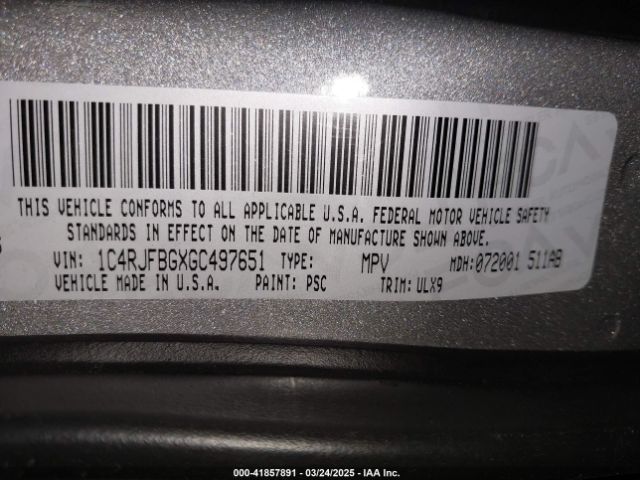 THIS VEHICLE CONFORMS TO ALL APPLICABLE U.S.A. FEDERAL MOTOR VEHICLE SAFETY
STANDARDS IN EFFECT ON THE DATE OF MANUFACTURE SHOWN ABOVE.
VIN: 1C4RJFBGXGC497651 TYPE: MPV MDH:072001 511AB
VEHICLE MADE IN U.S.A. PAINT: PSC TRIM: ULX9
000-41857891 - 03/24/2025 - IAA Inc.